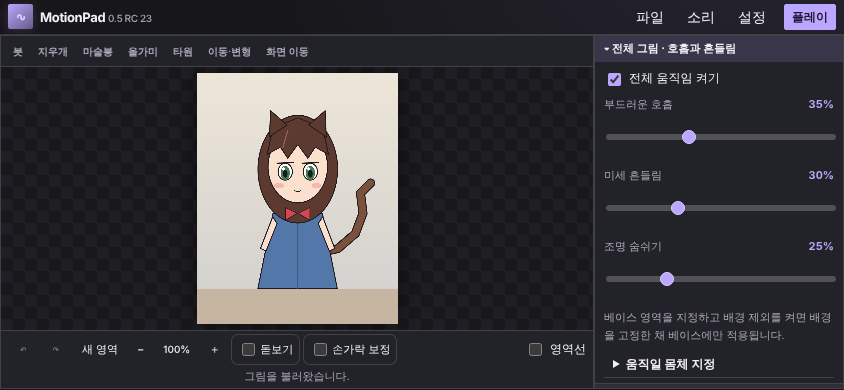 MotionPad 0.5 RC 23
파일 소리 설정 플레이
붓 지우개 마술봉 올가미 타원 이동·변형 화면 이동
전체 그림 · 호흡과 흔들림
전체 움직임 켜기
부드러운 호흡 35%
미세 흔들림 30%
조명 숨쉬기 25%
베이스 영역을 지정하고 배경 제외를 켜면 배경
을 고정한 채 베이스에만 적용됩니다.
움직일 몸체 지정
새 영역 − 100% + 돋보기 손가락 보정 영역선
그림을 불러왔습니다.